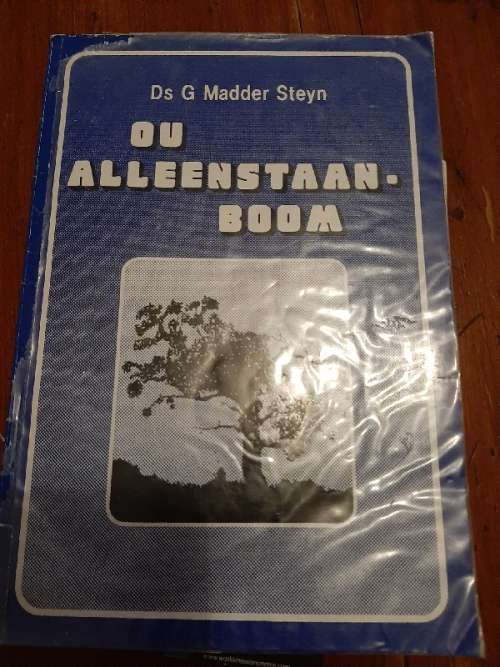 Ds G Madder Steyn
OU
ALLEENSTAAN-
BOOM